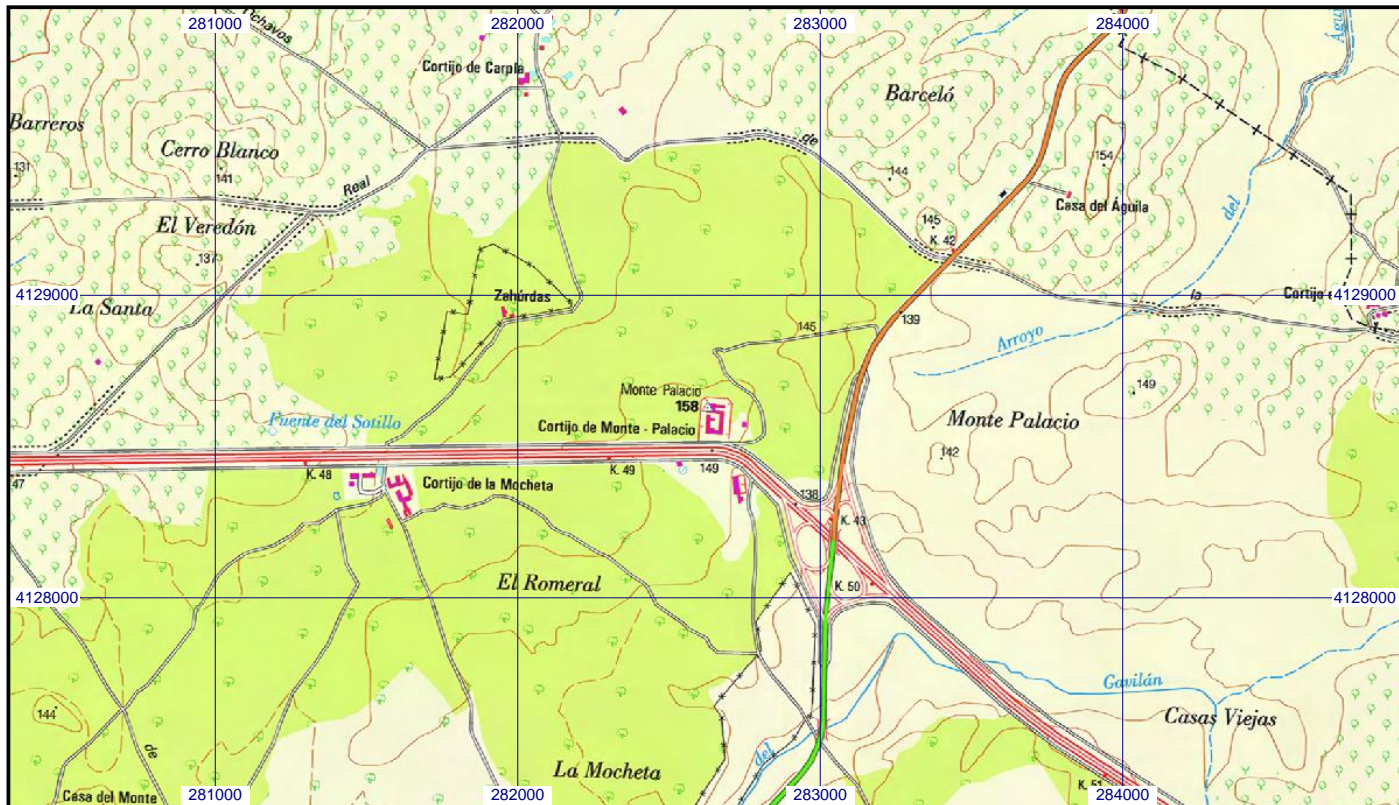 281000 282000 283000 284000
Cortijo de Carpie
Barceló
Barreros
Cerro Blanco
de
131
141
Real
144
154
del
Casa del Águila
El Veredón
145
K. 42
137
4129000 Zahúrdas la Cortijo 4129000
La Santa
139
145
Arroyo
149
Monte Palacio
158
Fuente del Sotillo
Cortijo de Monte - Palacio
Monte Palacio
142
K. 48 K. 49 149
47
Cortijo de la Mocheta
138
K. 43
El Romeral
K. 50
4128000 4128000
Gavilán
144
Casas Viejas
de
del
La Mocheta
K. 51
Casa del Monte
281000 282000 283000 284000